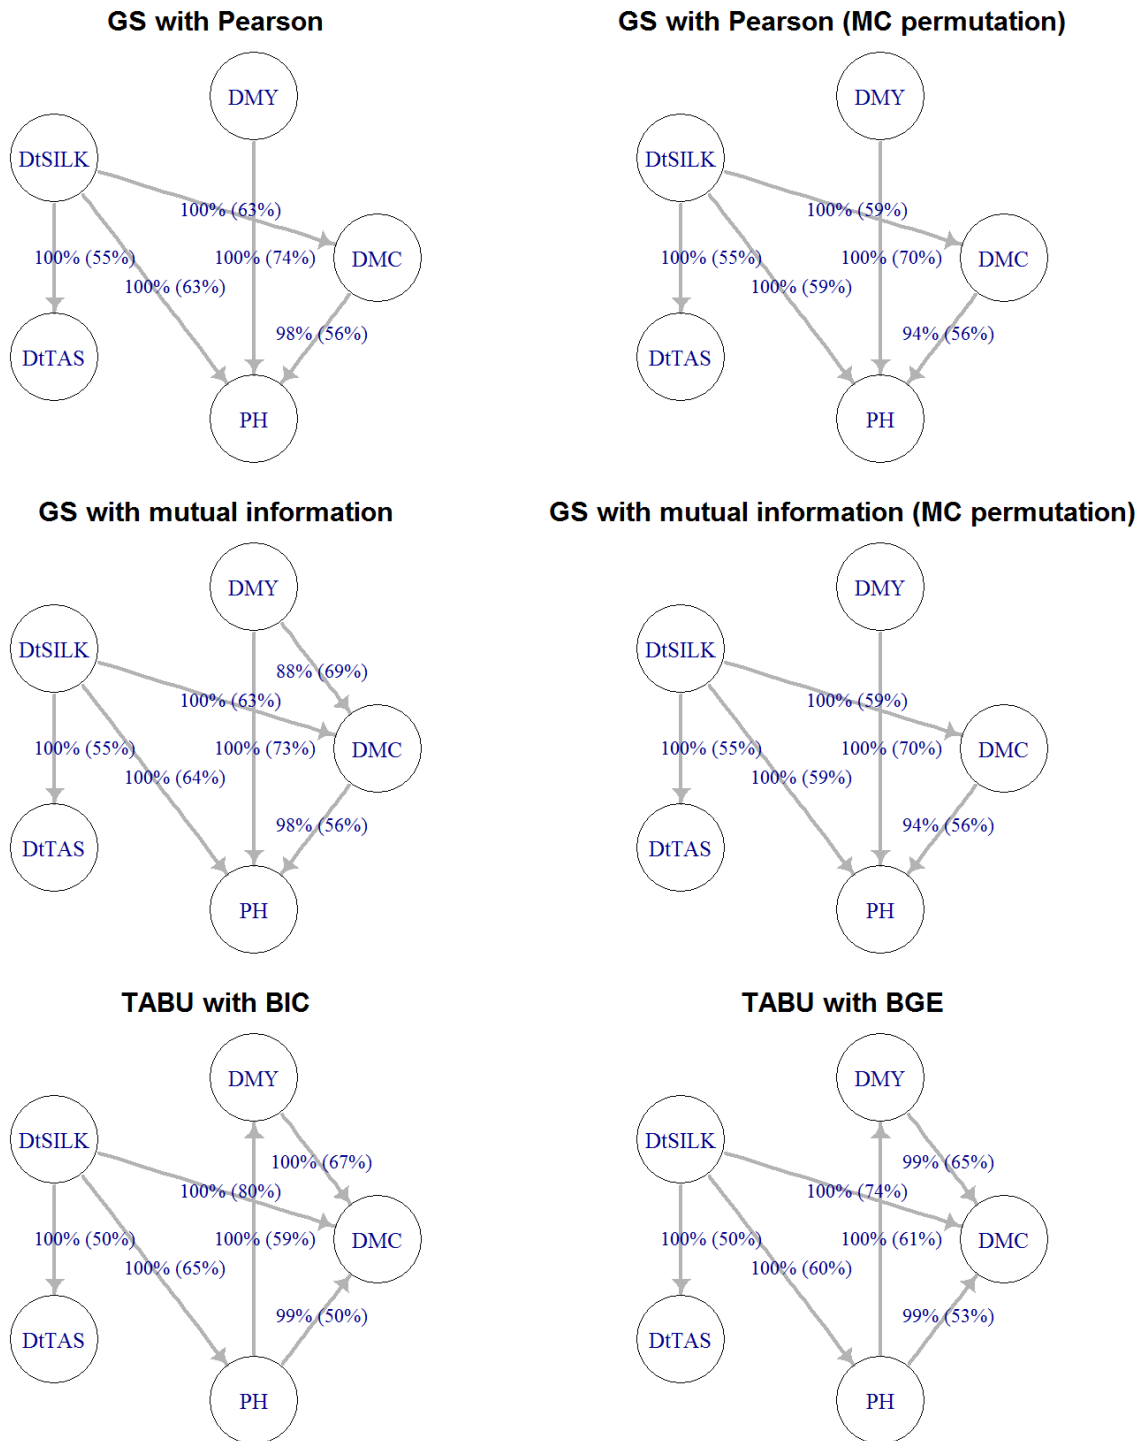 GS with Pearson
DMY
DtSILK
100% (63%)
DMC
100% (55%)
100% (74%)
100% (63%)
98% (56%)
DtTAS
PH
GS with Pearson (MC permutation)
DMY
DtSILK
100% (59%)
DMC
100% (55%)
100% (70%)
100% (59%)
94% (56%)
DtTAS
PH
GS with mutual information
DMY
DtSILK
88% (69%)
100% (63%)
DMC
100% (55%)
100% (73%)
100% (64%)
98% (56%)
DtTAS
PH
GS with mutual information (MC permutation)
DMY
DtSILK
100% (59%)
DMC
100% (55%)
100% (70%)
100% (59%)
94% (56%)
DtTAS
PH
TABU with BIC
DMY
DtSILK
100% (67%)
100% (80%)
DMC
100% (50%)
100% (59%)
100% (65%)
99% (50%)
DtTAS
PH
TABU with BGE
DMY
DtSILK
99% (65%)
100% (74%)
DMC
100% (50%)
100% (61%)
100% (60%)
99% (53%)
DtTAS
PH